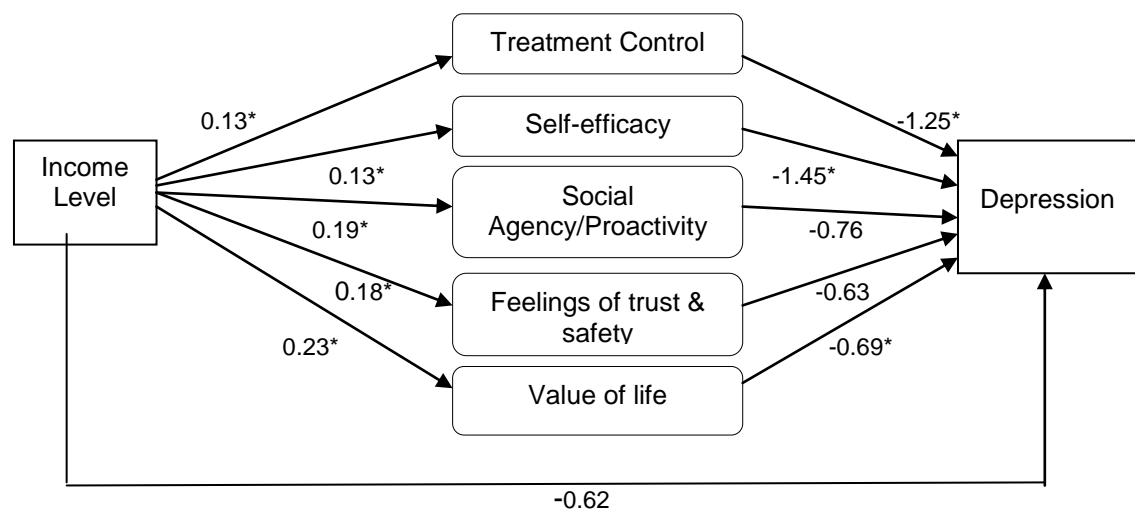 Treatment Control
0.13*
-1.25*
Self-efficacy
Income
Level
0.13*
-1.45*
Social
Agency/Proactivity
Depression
0.19*
-0.76
0.18*
Feelings of trust &
safety
-0.63
0.23*
-0.69*
Value of life
-0.62